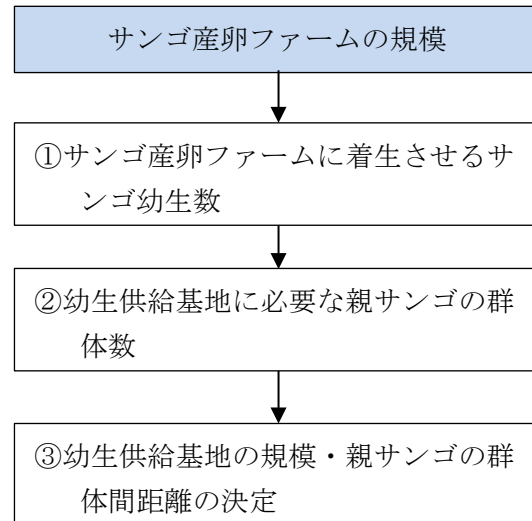 サンゴ産卵ファームの規模
①サンゴ産卵ファームに着生させるサ
ンゴ幼生数
②幼生供給基地に必要な親サンゴの群
体数
③幼生供給基地の規模・親サンゴの群
体間距離の決定